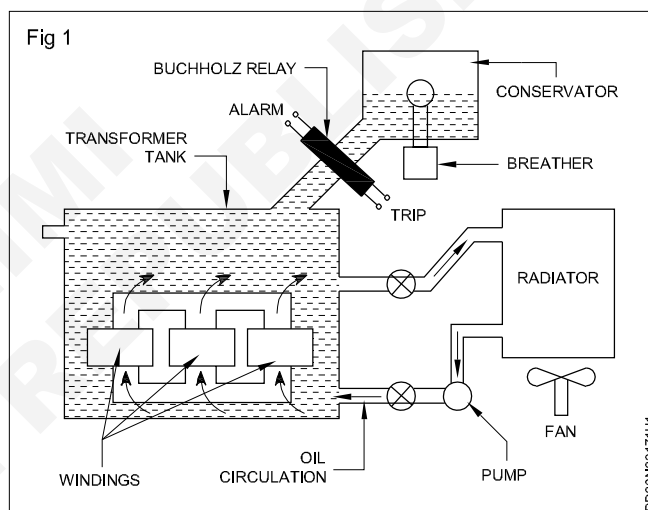 Fig 1
BUCHHOLZ RELAY
CONSERVATOR
ALARM
TRANSFORMER
TANK
BREATHER
TRIP
RADIATOR
FAN
OIL
CIRCULATION
PUMP
WINDINGS